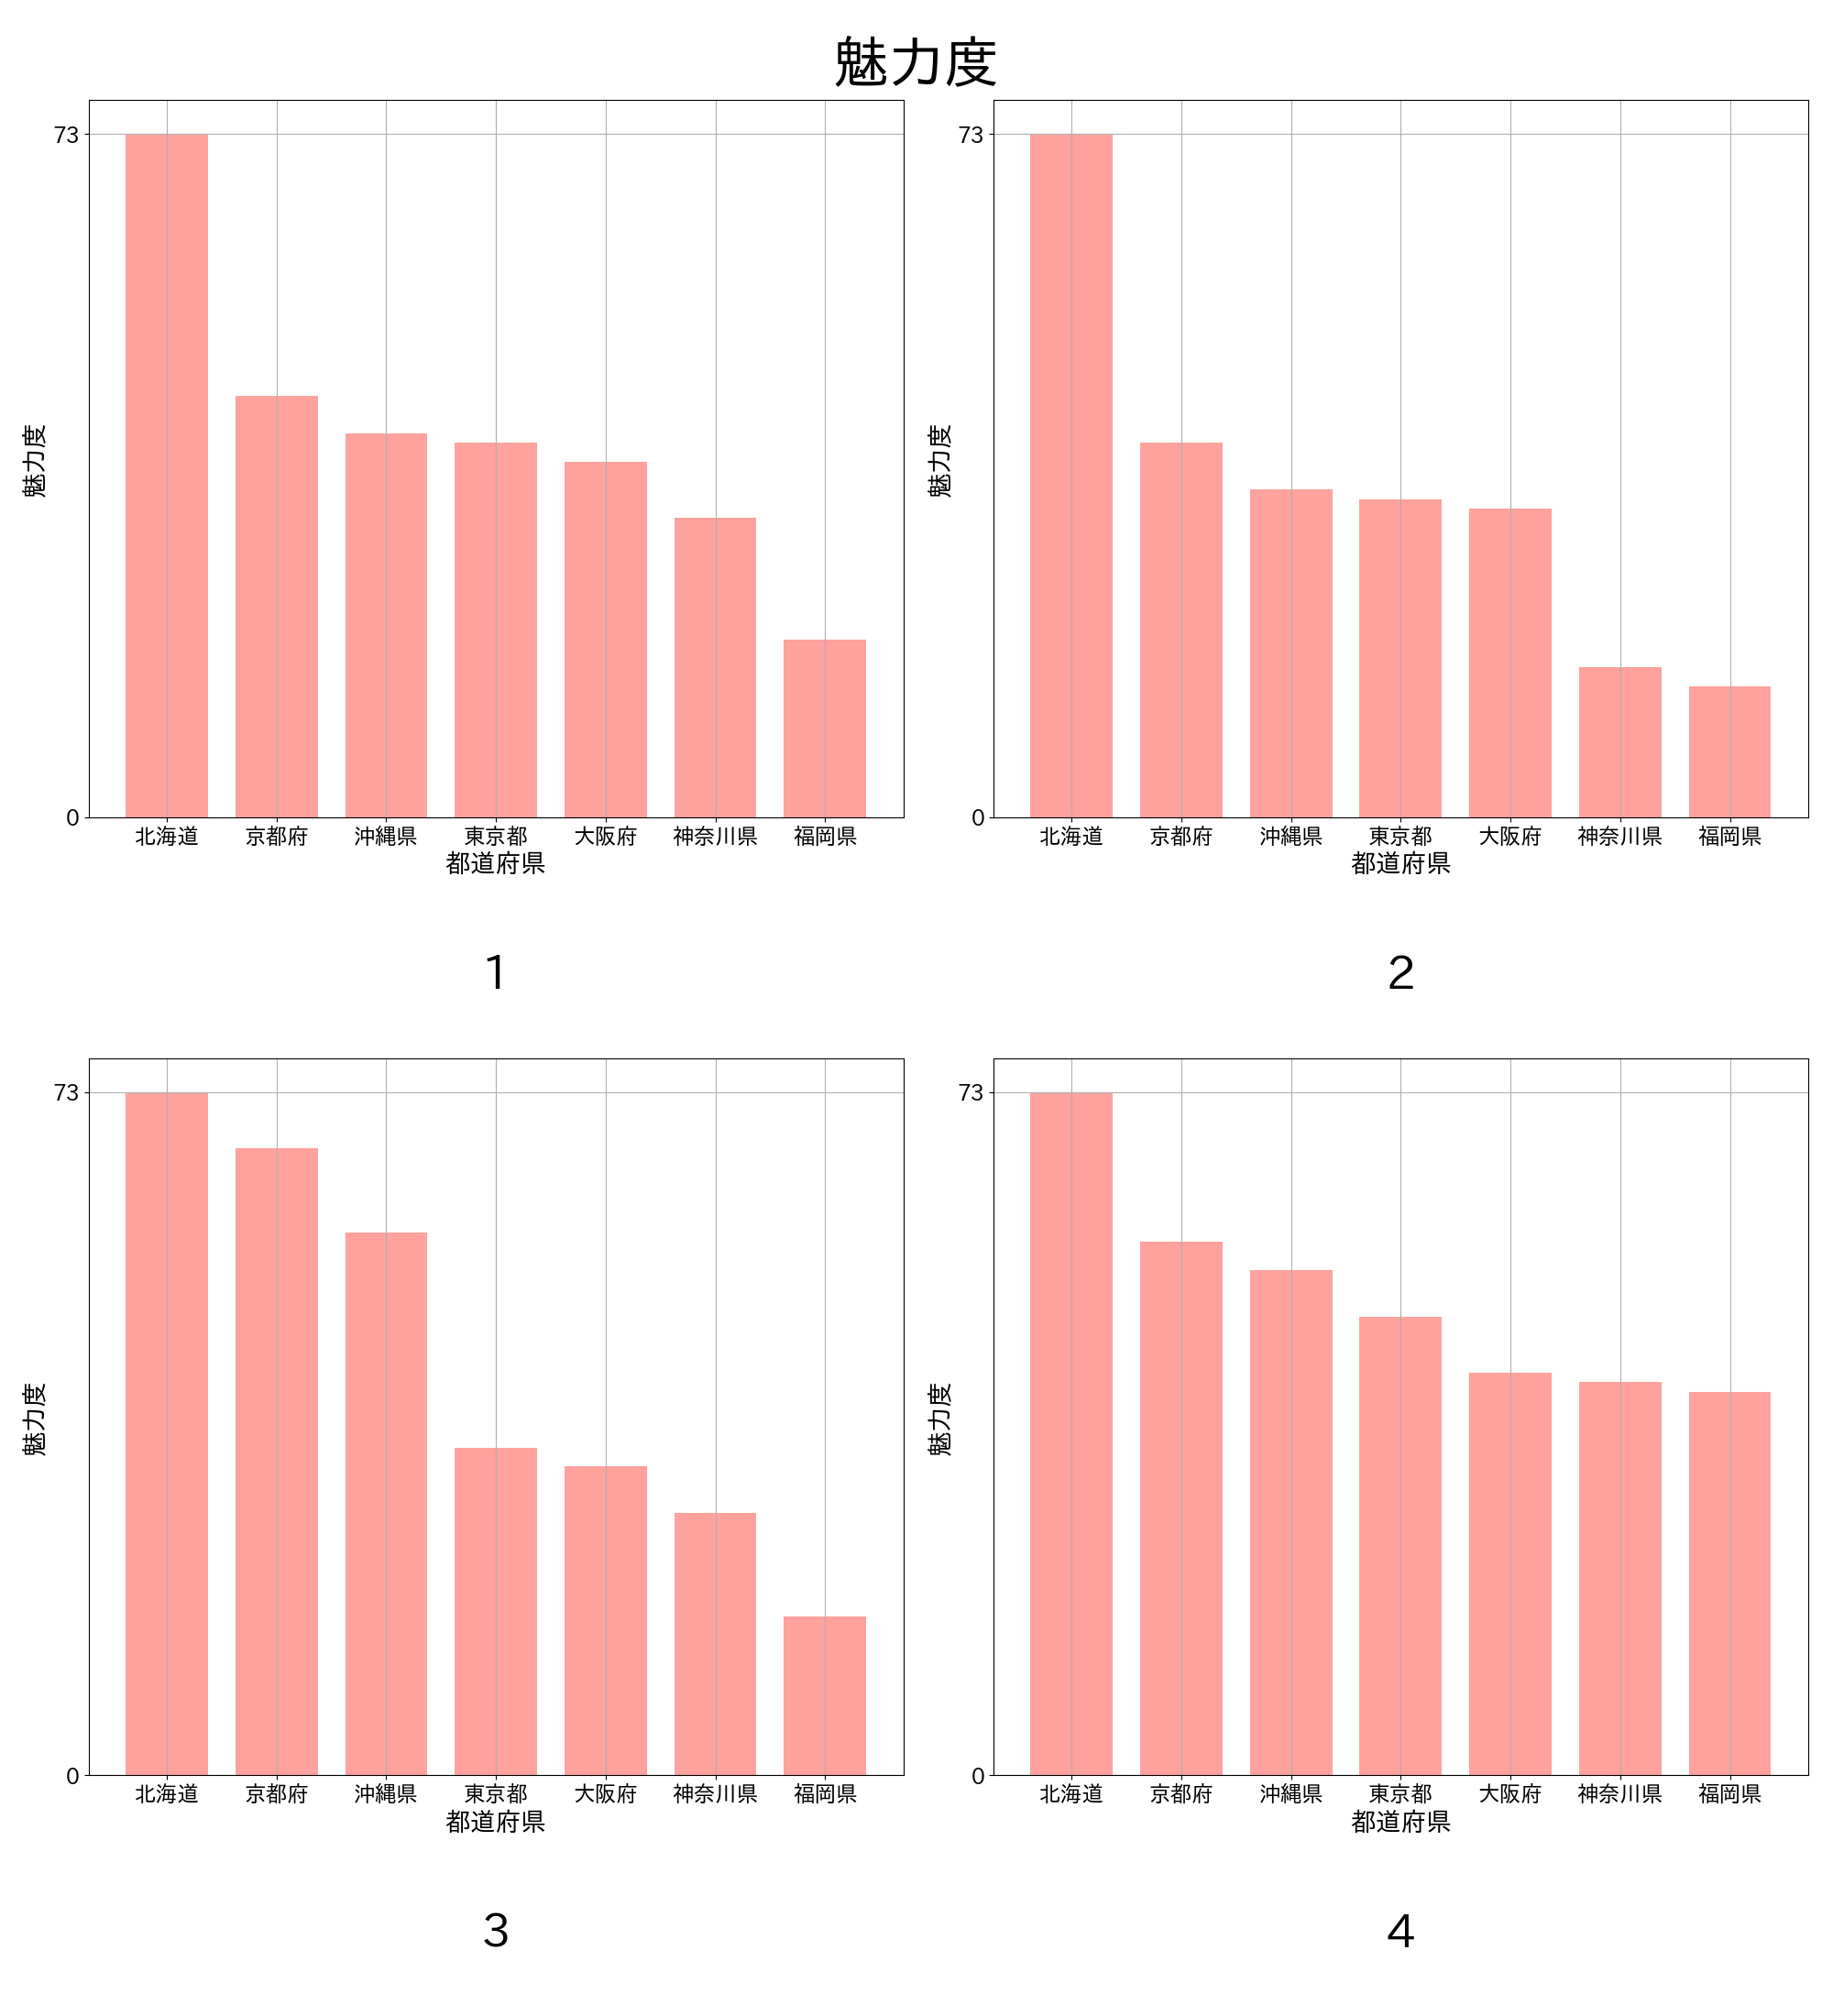 魅力度
73
0
魅力度
北海道 京都府 沖縄県 東京都 大阪府 神奈川県 福岡県
都道府県
1
73
0
魅力度
北海道 京都府 沖縄県 東京都 大阪府 神奈川県 福岡県
都道府県
2
73
0
魅力度
北海道 京都府 沖縄県 東京都 大阪府 神奈川県 福岡県
都道府県
3
73
0
魅力度
北海道 京都府 沖縄県 東京都 大阪府 神奈川県 福岡県
都道府県
4